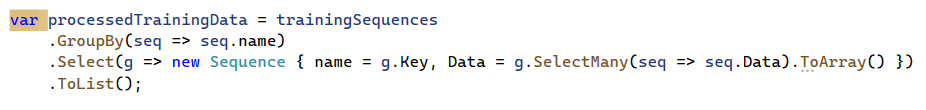 var processedTrainingData = trainingSequences
.GroupBy(seq => seq.name)
.Select(g => new Sequence { name = g.Key, Data = g.SelectMany(seq => seq.Data).ToArray() })
.ToList();